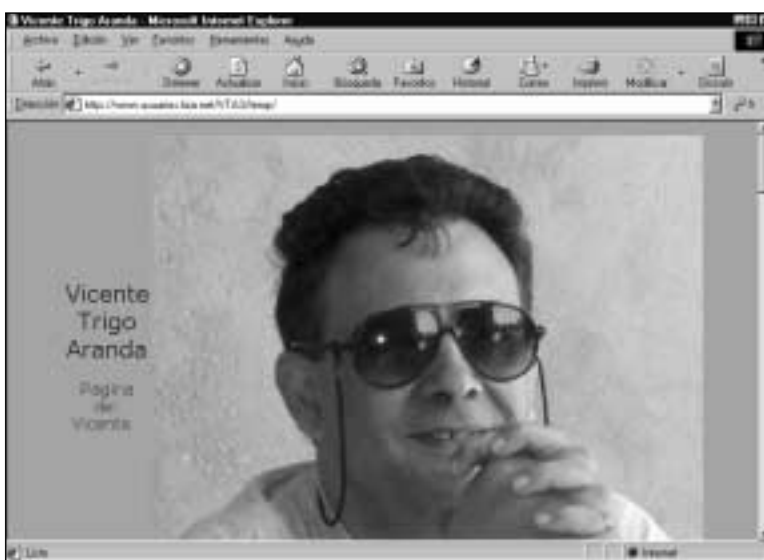 Vicente Trigo Aranda - Microsoft Internet Explorer
Archivo Edición Ver Favoritos Herramientas Ayuda
Atrás Detener Actualizar Inicio Búsqueda Favoritos Historial Correo Imprimir Modificar
Dirección
Vicente
Trigo
Aranda
Página
de
Vicente
Listo Internet